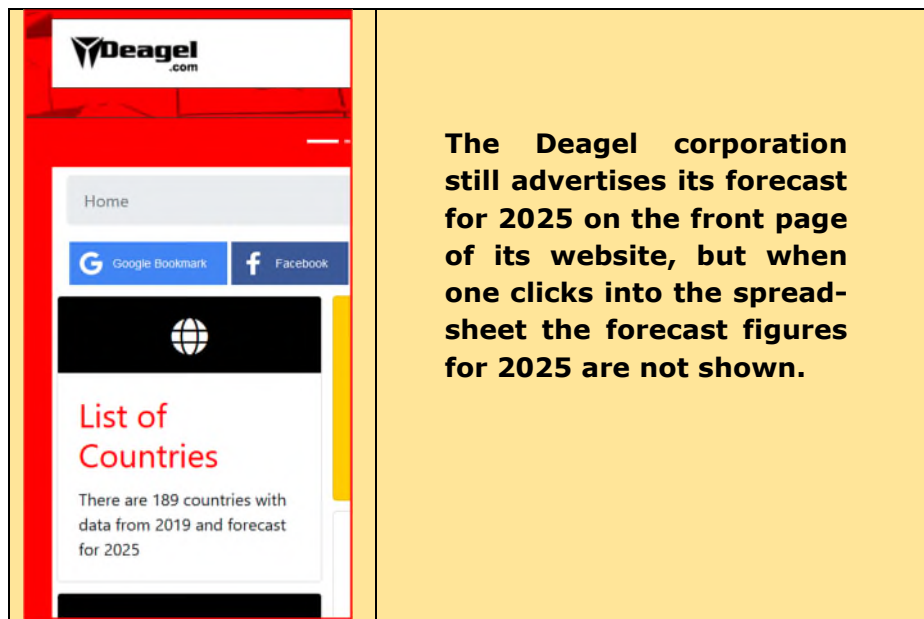 Deagel
.com
Home
Google Bookmark
Facebook
List of
Countries
There are 189 countries with
data from 2019 and forecast
for 2025
The Deagel corporation
still advertises its forecast
for 2025 on the front page
of its website, but when
one clicks into the spread-
sheet the forecast figures
for 2025 are not shown.